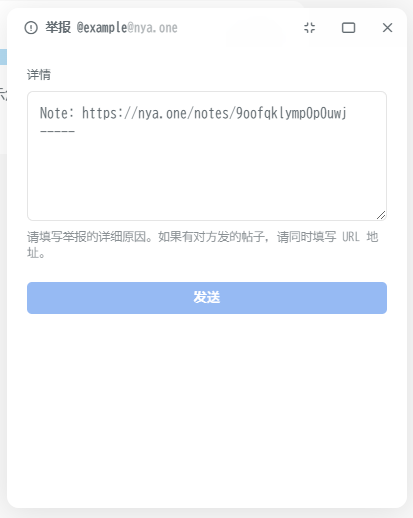 举报 @example@nya.one
详情
Note: https://nya.one/notes/9oofqklymp0p0uwj
-----
请填写举报的详细原因。如果有对方发的帖子，请同时填写 URL 地
址。
发送